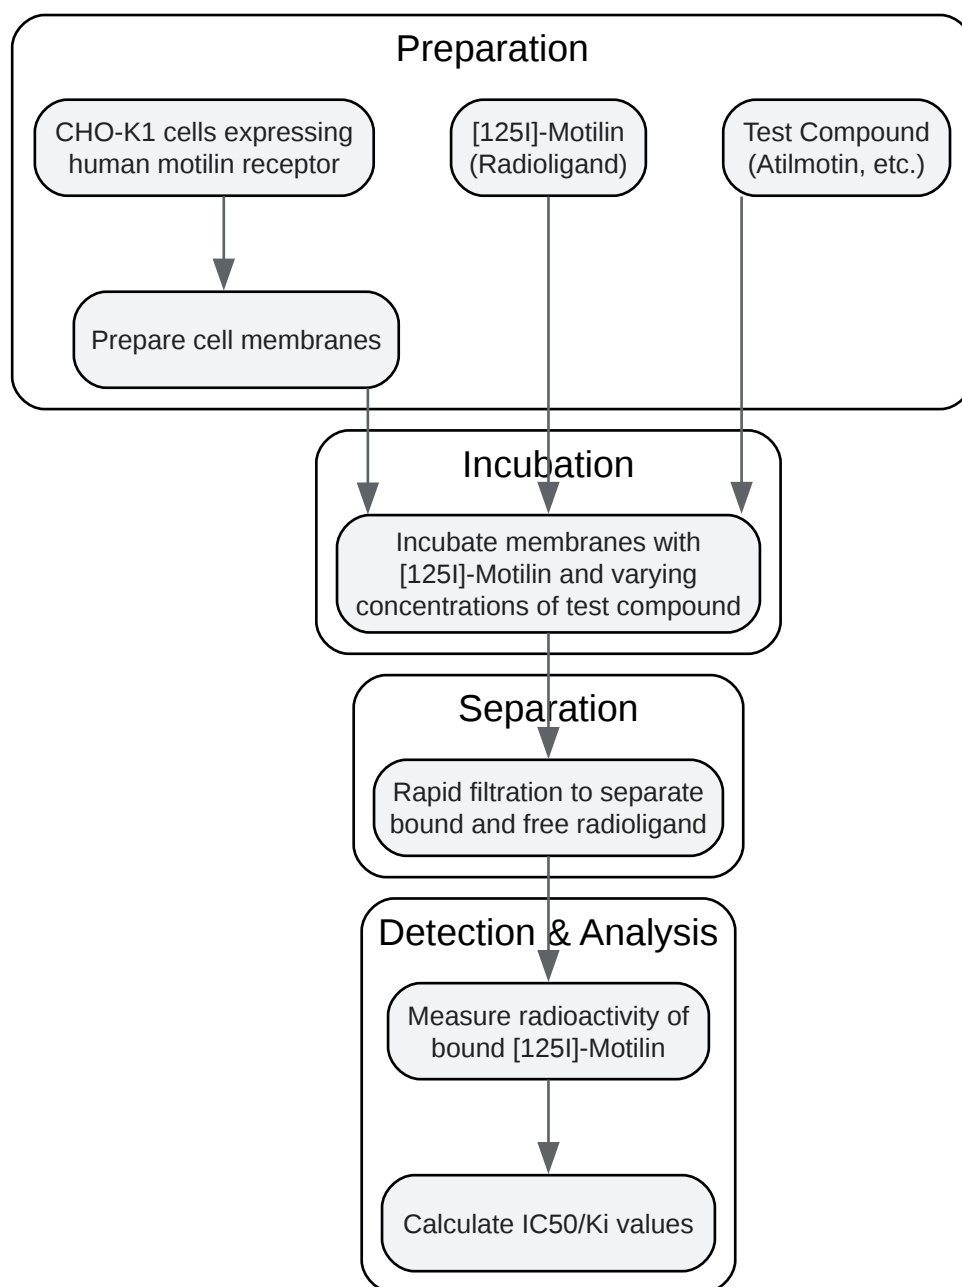 Preparation
CHO-K1 cells expressing
human motilin receptor
[125I]-Motilin
(Radioligand)
Test Compound
(Atilmotin, etc.)
Prepare cell membranes
Incubation
Incubate membranes with
[125I]-Motilin and varying
concentrations of test compound
Separation
Rapid filtration to separate
bound and free radioligand
Detection & Analysis
Measure radioactivity of
bound [125I]-Motilin
Calculate IC50/Ki values